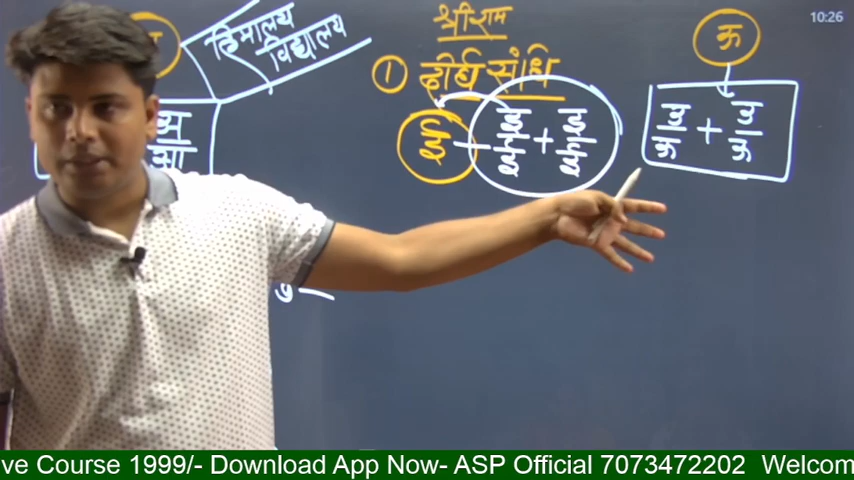 10:26
श्रीराम
हिमालय
विद्यालय
① दीर्घ संधि
ऊ
ई + इ/ई + इ/ई
उ/ऊ + उ/ऊ
अ
आ
ve Course 1999/- Download App Now- ASP Official 7073472202 Welcom